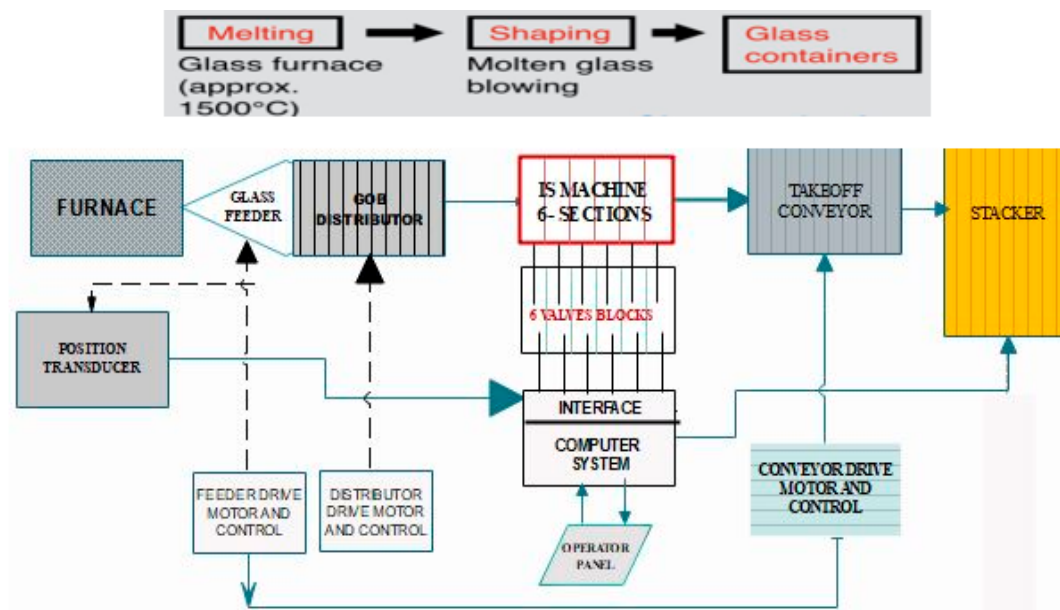 Melting
Shaping
Glass
containers
Glass furnace
(approx.
1500°C)
Molten glass
blowing
FURNACE
GLASS
FEEDER
GOB
DISTRIBUTOR
IS MACHINE
6- SECTIONS
TAKEOFF
CONVEYOR
STACKER
6 VALVES BLOCKS
POSITION
TRANSDUCER
INTERFACE
COMPUTER
SYSTEM
FEEDER DRIVE
MOTOR AND
CONTROL
DISTRIBUTOR
DRIVE MOTOR
AND CONTROL
OPERATOR
PANEL
CONVEYOR DRIVE
MOTOR AND
CONTROL